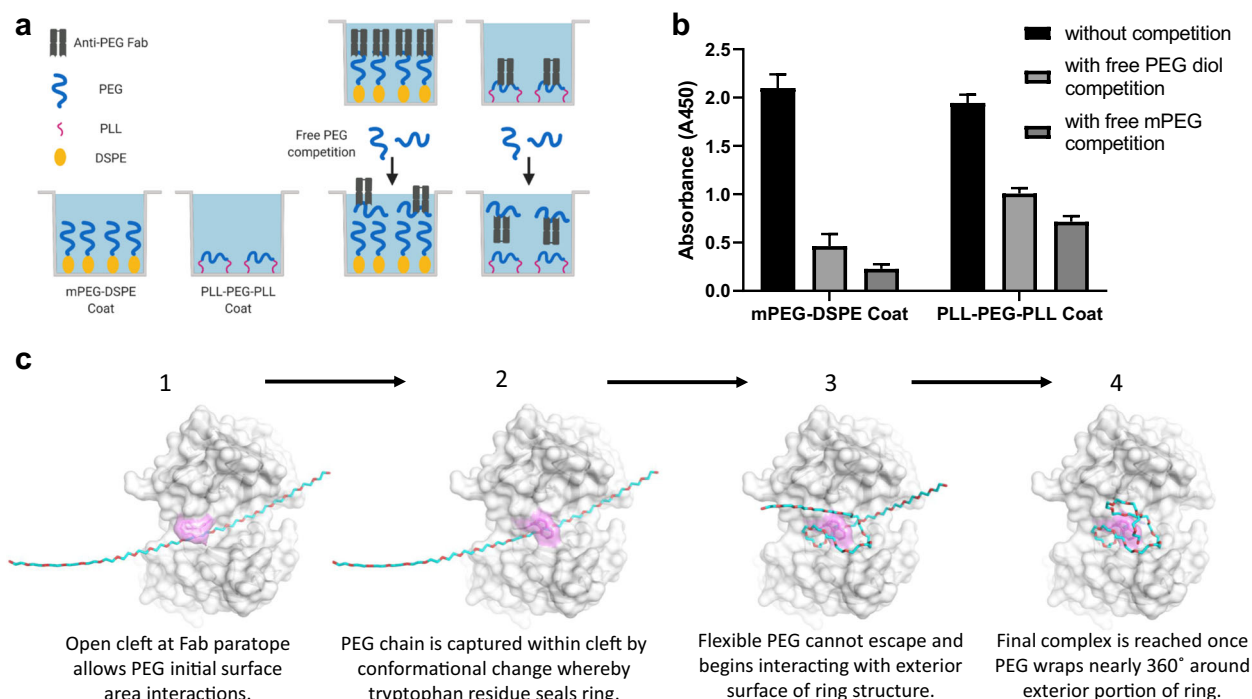 a
Anti-PEG Fab
PEG
PLL
DSPE
Free PEG
competition
mPEG-DSPE
Coat
PLL-PEG-PLL
Coat
b
Absorbance (A450)
2.5
2.0
1.5
1.0
0.5
0.0
mPEG-DSPE Coat
PLL-PEG-PLL Coat
without competition
with free PEG diol
competition
with free mPEG
competition
c
1
2
3
4
Open cleft at Fab paratope
allows PEG initial surface
area interactions.
PEG chain is captured within cleft by
conformational change whereby
tryptophan residue seals ring.
Flexible PEG cannot escape and
begins interacting with exterior
surface of ring structure.
Final complex is reached once
PEG wraps nearly 360˚ around
exterior portion of ring.